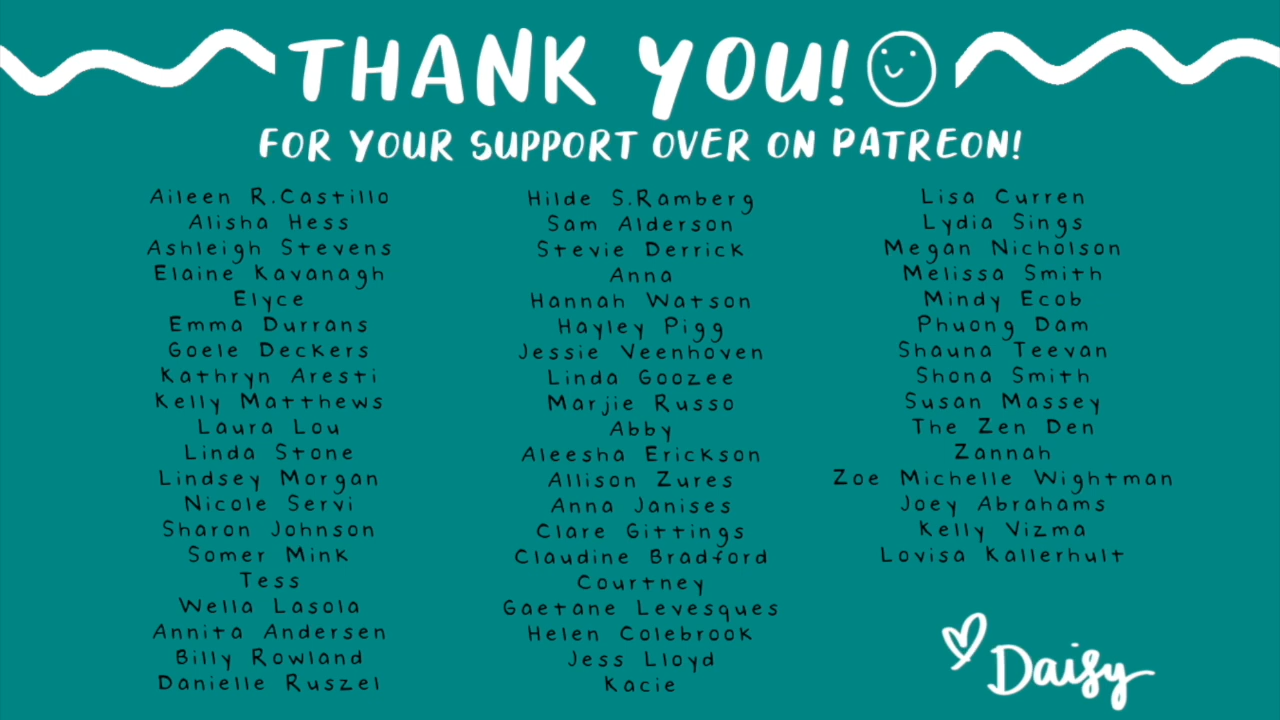 THANK YOU!
FOR YOUR SUPPORT OVER ON PATREON!
Aileen R.Castillo
Alisha Hess
Ashleigh Stevens
Elaine Kavanagh
Elyce
Emma Durrans
Goele Deckers
Kathryn Aresti
Kelly Matthews
Laura Lou
Linda Stone
Lindsey Morgan
Nicole Servi
Sharon Johnson
Somer Mink
Tess
Wella Lasola
Annita Andersen
Billy Rowland
Danielle Ruszel
Hilde S.Ramberg
Sam Alderson
Stevie Derrick
Anna
Hannah Watson
Hayley Pigg
Jessie Veenhoven
Linda Goozee
Marjie Russo
Abby
Aleesha Erickson
Allison Zures
Anna Janises
Clare Gittings
Claudine Bradford
Courtney
Gaetane Levesques
Helen Colebrook
Jess Lloyd
Kacie
Lisa Curren
Lydia Sings
Megan Nicholson
Melissa Smith
Mindy Ecob
Phuong Dam
Shauna Teevan
Shona Smith
Susan Massey
The Zen Den
Zannah
Zoe Michelle Wightman
Joey Abrahams
Kelly Vizma
Lovisa Kallerhult
Daisy